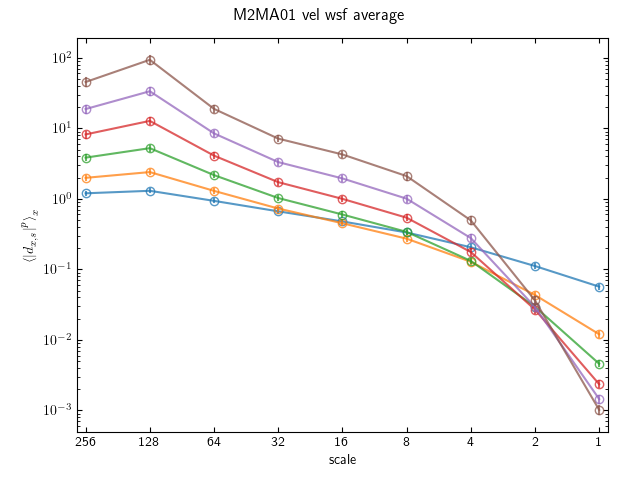 M2MA01 vel wsf average
10²
10¹
10⁰
10⁻¹
10⁻²
10⁻³
⟨|d_{x,s}|^p⟩_x
256 128 64 32 16 8 4 2 1
scale